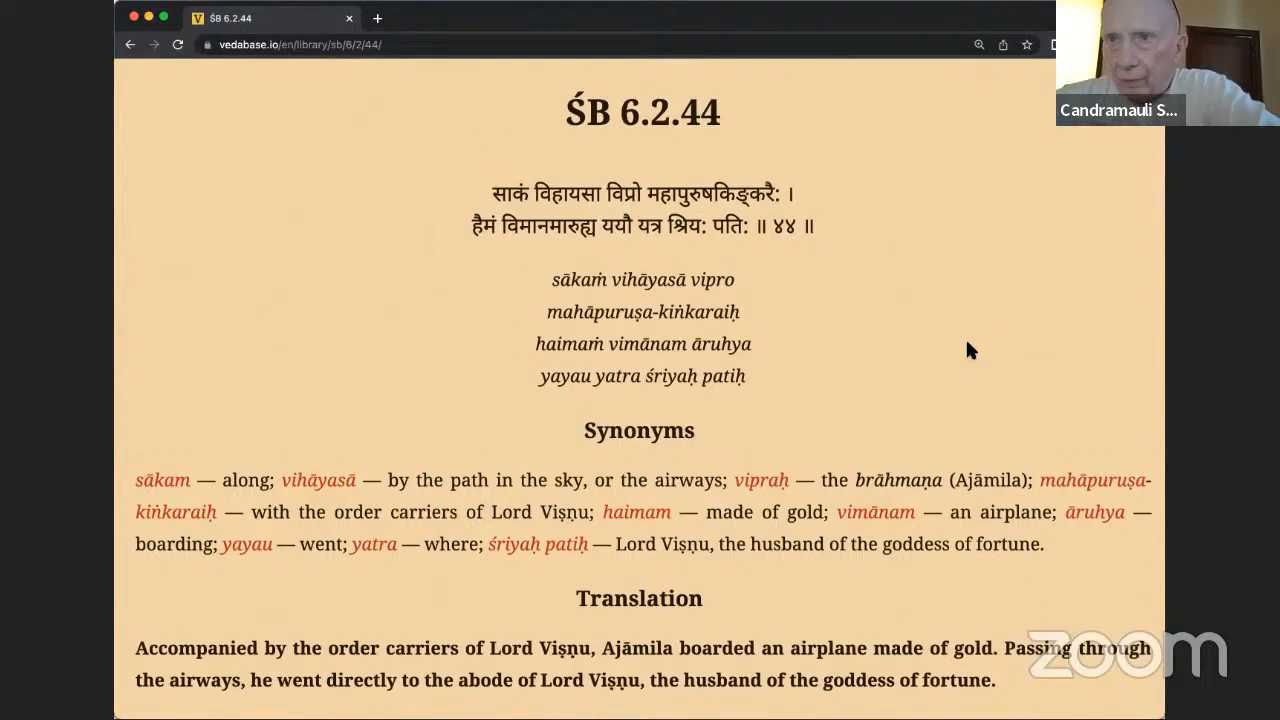 ŚB 6.2.44
vedabase.io/en/library/sb/6/2/44/
Candramauli S...
ŚB 6.2.44
साकं विहायसा विप्रो महापुरुषकिङ्करै: ।
हैमं विमानमारुह्य ययौ यत्र श्रिय: पति: ॥ ४४ ॥
sākaṁ vihāyasā vipro
mahāpuruṣa-kiṅkaraiḥ
haimaṁ vimānam āruhya
yayau yatra śriyaḥ patiḥ
Synonyms
sākam — along; vihāyasā — by the path in the sky, or the airways; vipraḥ — the brāhmaṇa (Ajāmila); mahāpuruṣa-
kiṅkaraiḥ — with the order carriers of Lord Viṣṇu; haimam — made of gold; vimānam — an airplane; āruhya —
boarding; yayau — went; yatra — where; śriyaḥ patiḥ — Lord Viṣṇu, the husband of the goddess of fortune.
Translation
Accompanied by the order carriers of Lord Viṣṇu, Ajāmila boarded an airplane made of gold. Passing through
the airways, he went directly to the abode of Lord Viṣṇu, the husband of the goddess of fortune.
zoom